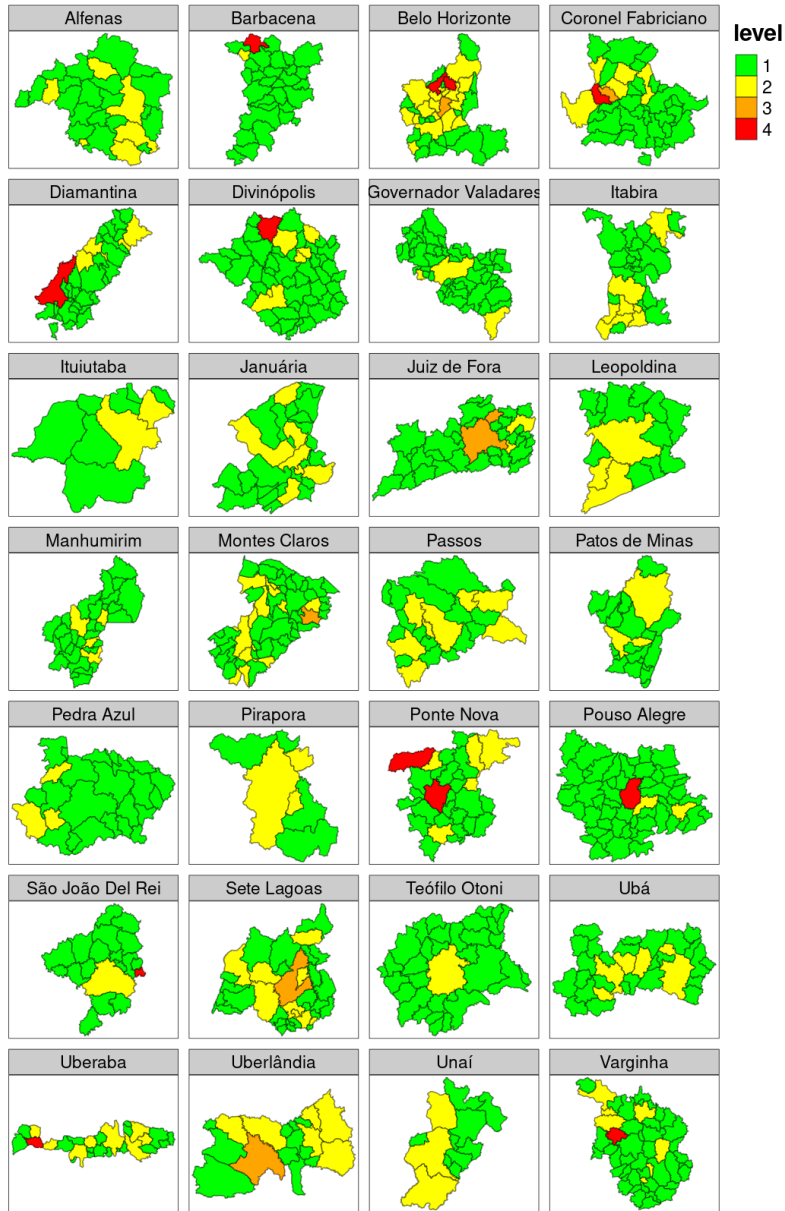 Alfenas
Barbacena
Belo Horizonte
Coronel Fabriciano
level
1
2
3
4
Diamantina
Divinópolis
Governador Valadares
Itabira
Ituiutaba
Januária
Juiz de Fora
Leopoldina
Manhumirim
Montes Claros
Passos
Patos de Minas
Pedra Azul
Pirapora
Ponte Nova
Pouso Alegre
São João Del Rei
Sete Lagoas
Teófilo Otoni
Ubá
Uberaba
Uberlândia
Unaí
Varginha